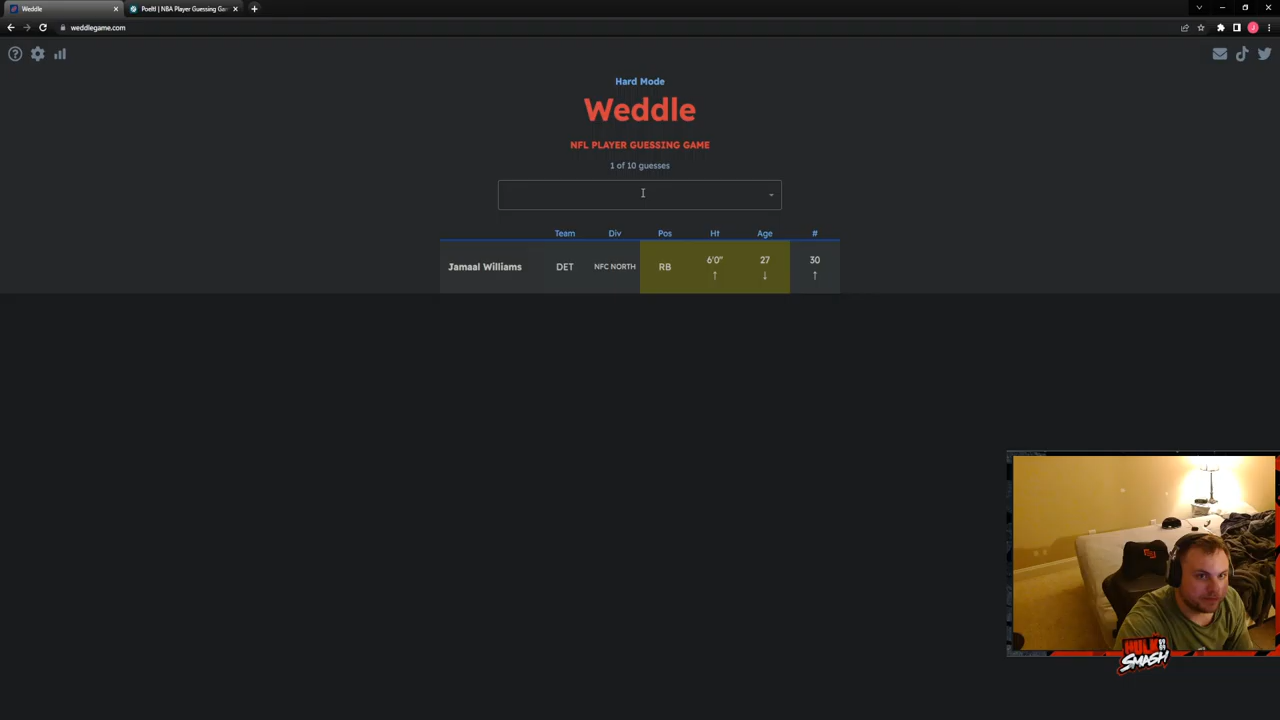 Weddle
Poeltl | NBA Player Guessing Ga
weddlegame.com
Hard Mode
Weddle
NFL PLAYER GUESSING GAME
1 of 10 guesses
Team Div Pos Ht Age #
Jamaal Williams DET NFC NORTH RB 6'0" 27 30
↑ ↓ ↑
HULK
SMASH